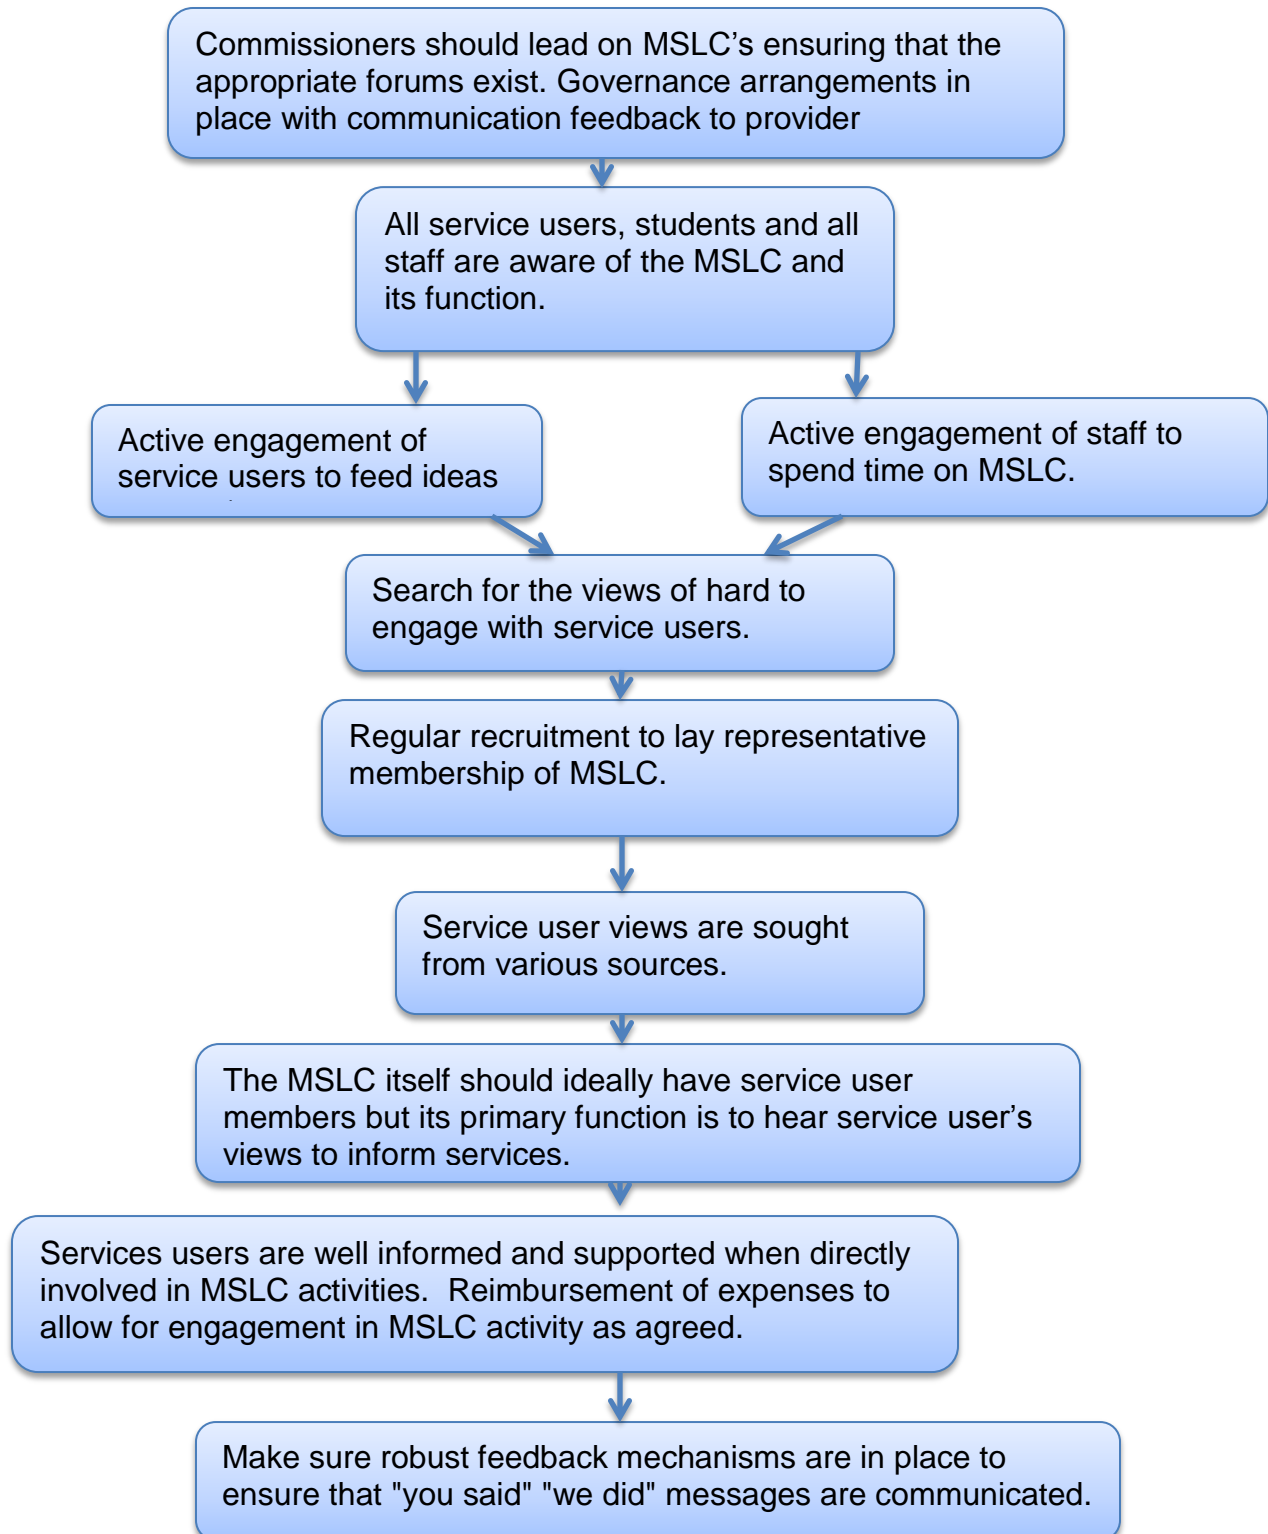 Commissioners should lead on MSLC's ensuring that the
appropriate forums exist. Governance arrangements in
place with communication feedback to provider
All service users, students and all
staff are aware of the MSLC and
its function.
Active engagement of
service users to feed ideas
Active engagement of staff to
spend time on MSLC.
Search for the views of hard to
engage with service users.
Regular recruitment to lay representative
membership of MSLC.
Service user views are sought
from various sources.
The MSLC itself should ideally have service user
members but its primary function is to hear service user's
views to inform services.
Services users are well informed and supported when directly
involved in MSLC activities.  Reimbursement of expenses to
allow for engagement in MSLC activity as agreed.
Make sure robust feedback mechanisms are in place to
ensure that "you said" "we did" messages are communicated.